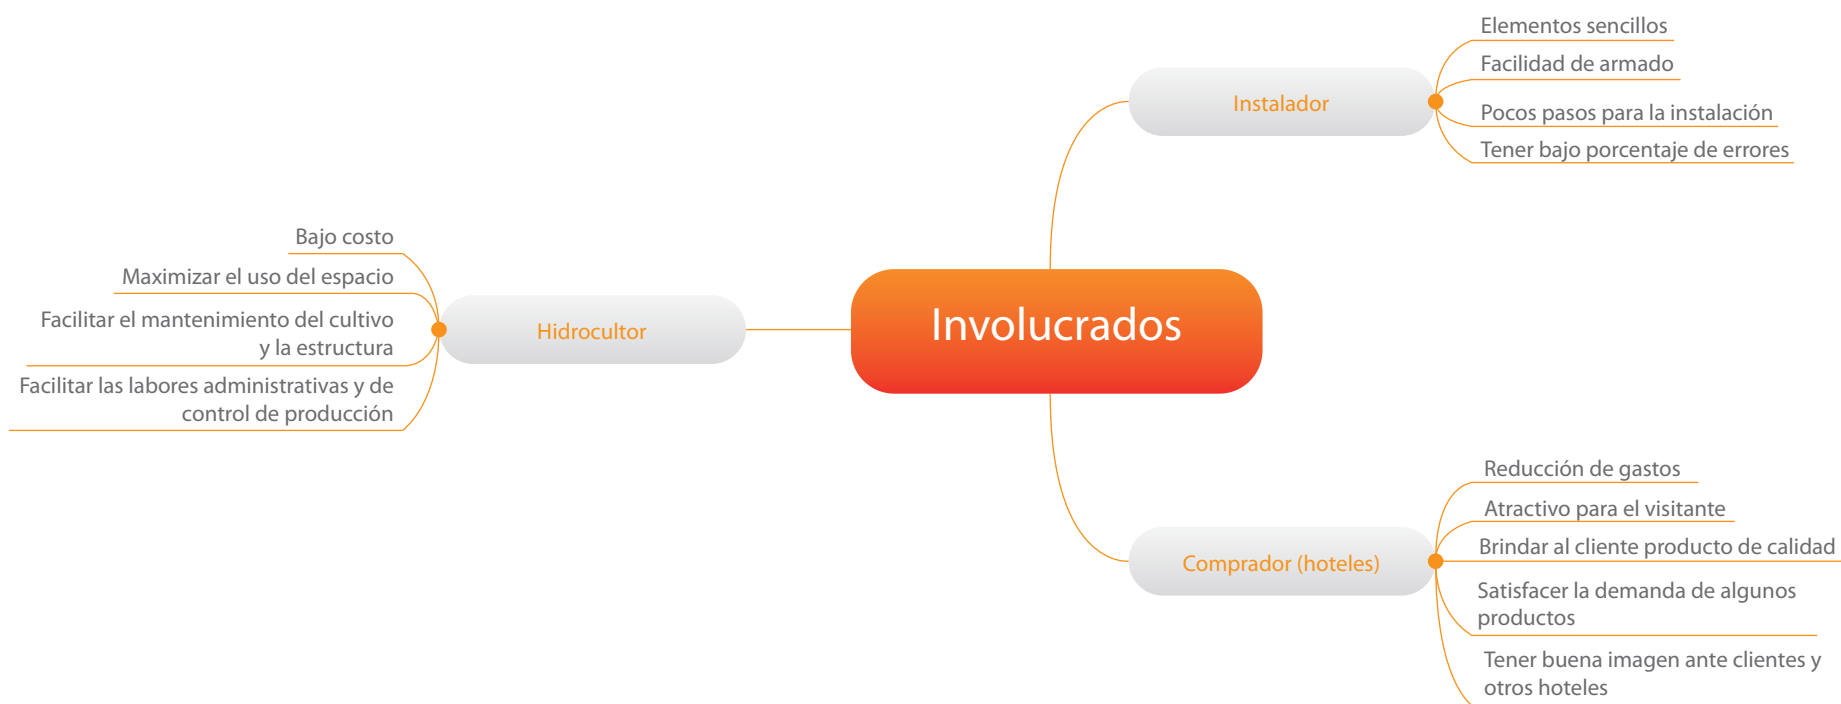 Elementos sencillos
Facilidad de armado
Instalador
Pocos pasos para la instalación
Tener bajo porcentaje de errores
Bajo costo
Maximizar el uso del espacio
Facilitar el mantenimiento del cultivo
y la estructura
Facilitar las labores administrativas y de
control de producción
Hidrocultor
Involucrados
Reducción de gastos
Atractivo para el visitante
Brindar al cliente producto de calidad
Comprador (hoteles)
Satisfacer la demanda de algunos
productos
Tener buena imagen ante clientes y
otros hoteles